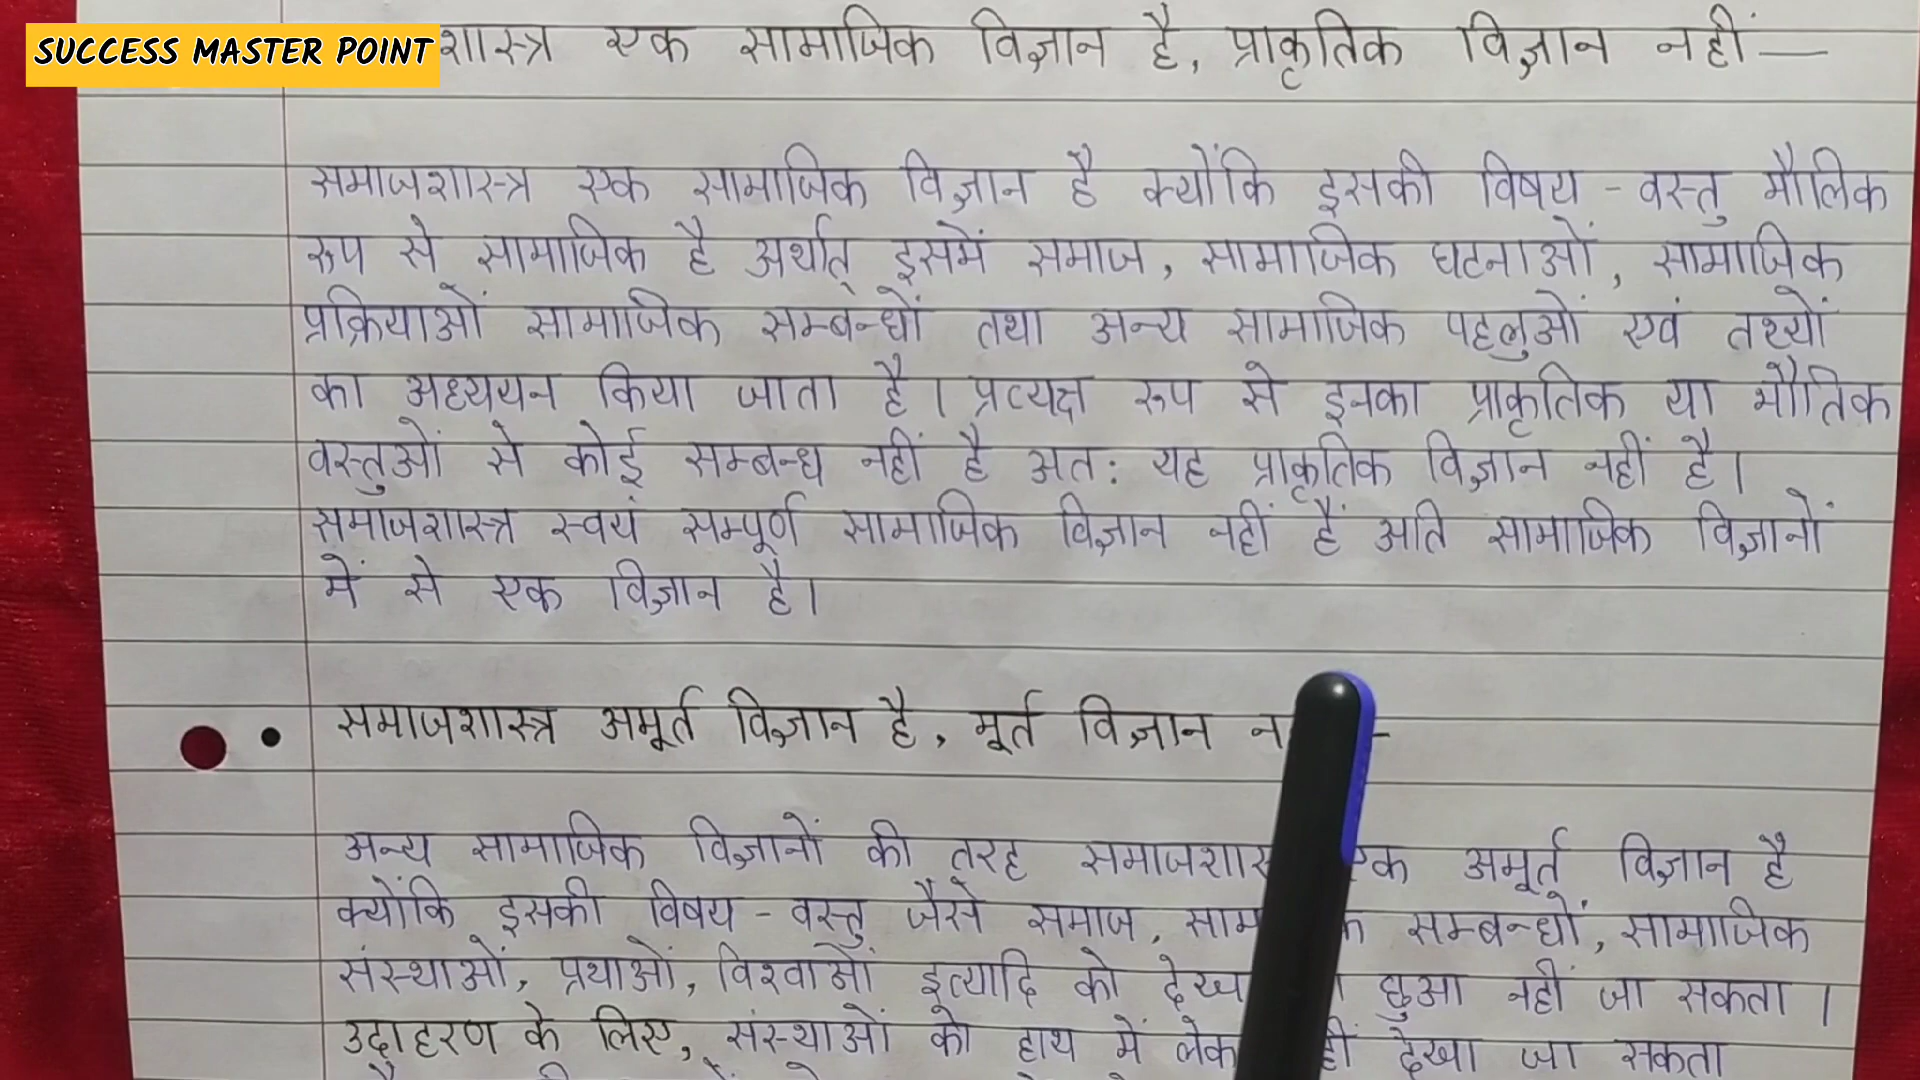 SUCCESS MASTER POINT
शास्त्र एक सामाजिक विज्ञान है, प्राकृतिक विज्ञान नहीं —
समाजशास्त्र एक सामाजिक विज्ञान है क्योंकि इसकी विषय - वस्तु मौलिक
रूप से सामाजिक है अर्थात् इसमें समाज, सामाजिक घटनाओं, सामाजिक
प्रक्रियाओं सामाजिक सम्बन्धों तथा अन्य सामाजिक पहलुओं एवं तथ्यों
का अध्ययन किया जाता है। प्रत्यक्ष रूप से इनका प्राकृतिक या भौतिक
वस्तुओं से कोई सम्बन्ध नहीं है अतः यह प्राकृतिक विज्ञान नहीं है।
समाजशास्त्र स्वयं सम्पूर्ण सामाजिक विज्ञान नहीं हैं अति सामाजिक विज्ञानों
में से एक विज्ञान है।
• समाजशास्त्र अमूर्त विज्ञान है, मूर्त विज्ञान न -
अन्य सामाजिक विज्ञानों की तरह समाजशास एक अमूर्त विज्ञान है
क्योंकि इसकी विषय - वस्तु जैसे समाज, साम क सम्बन्धों, सामाजिक
संस्थाओं, प्रथाओं, विश्वासों इत्यादि को देख छुआ नहीं जा सकता।
उदाहरण के लिए, संस्थाओं को हाथ में लेक हीं देखा जा सकता